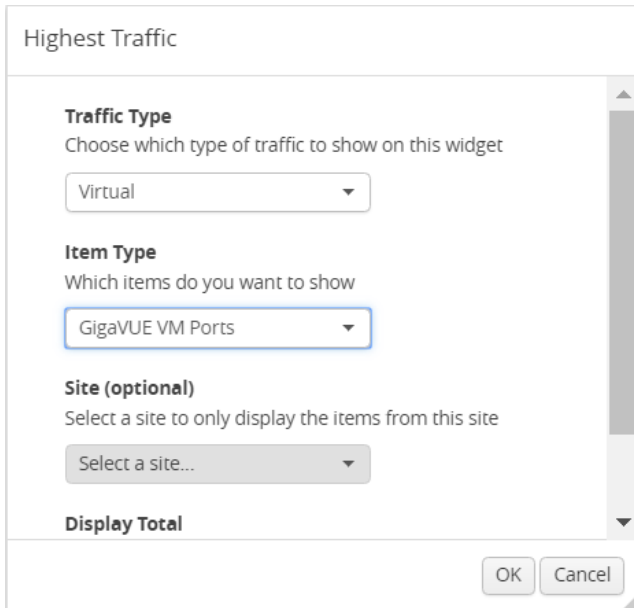 Highest Traffic
Traffic Type
Choose which type of traffic to show on this widget
Virtual
Item Type
Which items do you want to show
GigaVUE VM Ports
Site (optional)
Select a site to only display the items from this site
Select a site...
Display Total
OK Cancel